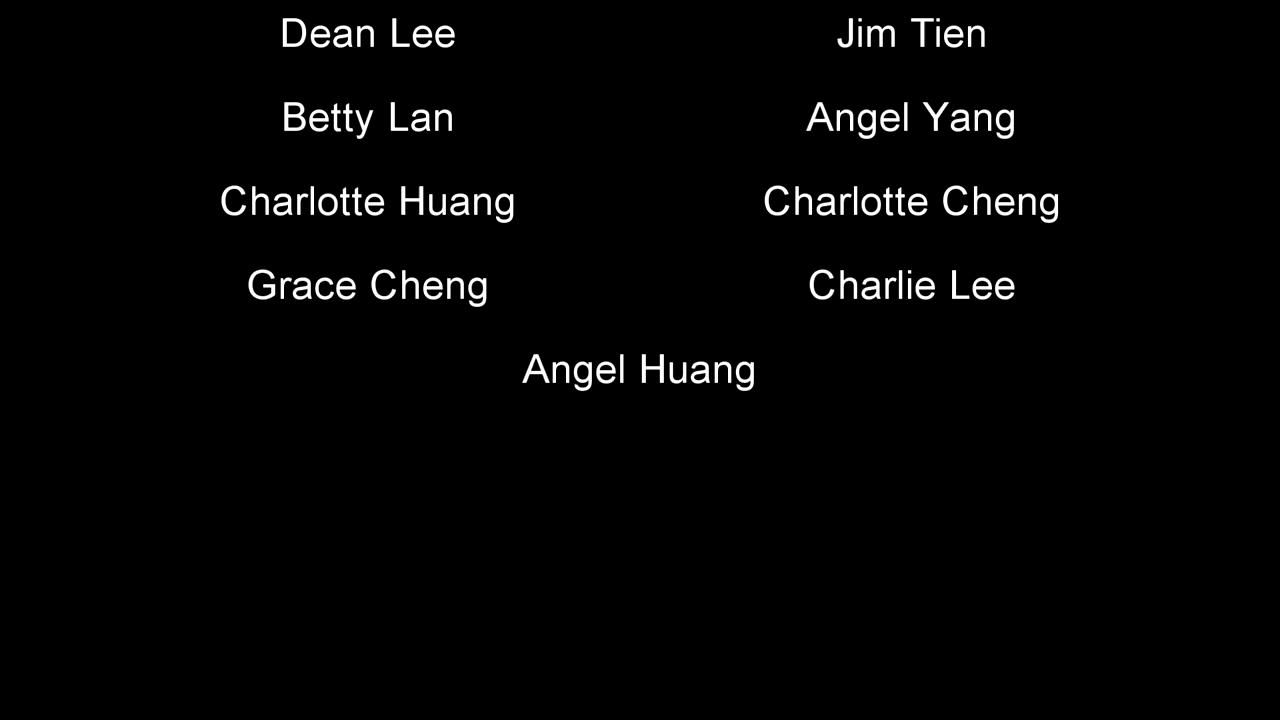 Dean Lee Jim Tien
Betty Lan Angel Yang
Charlotte Huang Charlotte Cheng
Grace Cheng Charlie Lee
Angel Huang